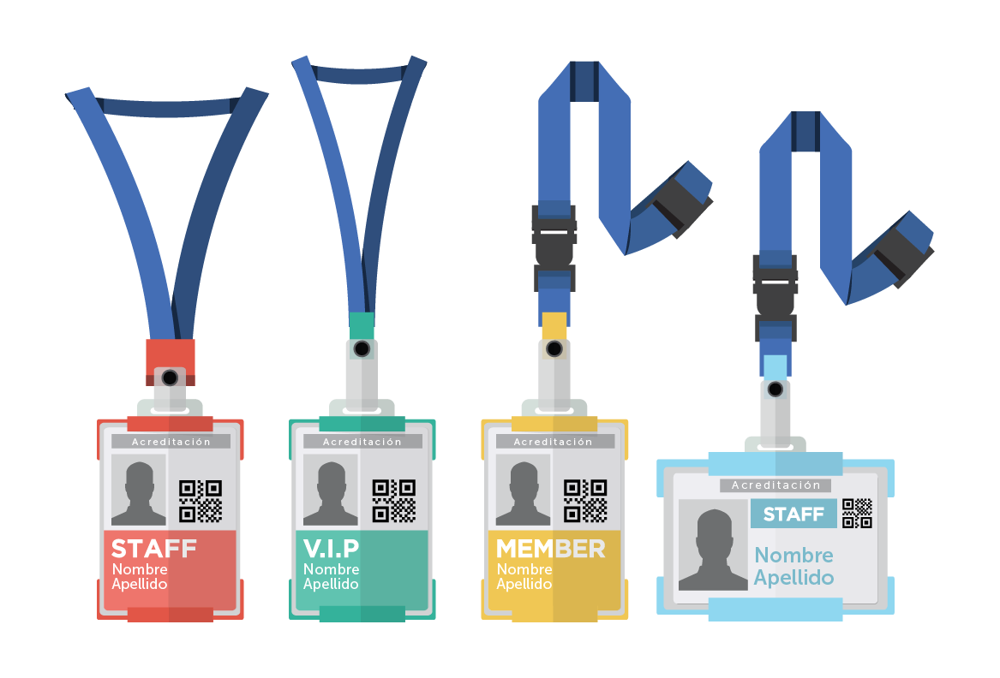 Acreditación
STAFF
Nombre
Apellido
Acreditación
V.I.P
Nombre
Apellido
Acreditación
MEMBER
Nombre
Apellido
Acreditación
STAFF
Nombre
Apellido